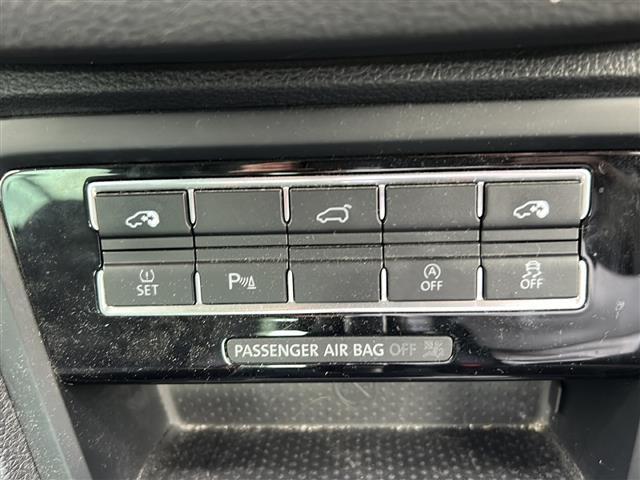 SET
P
A
OFF
OFF
PASSENGER AIR BAG OFF